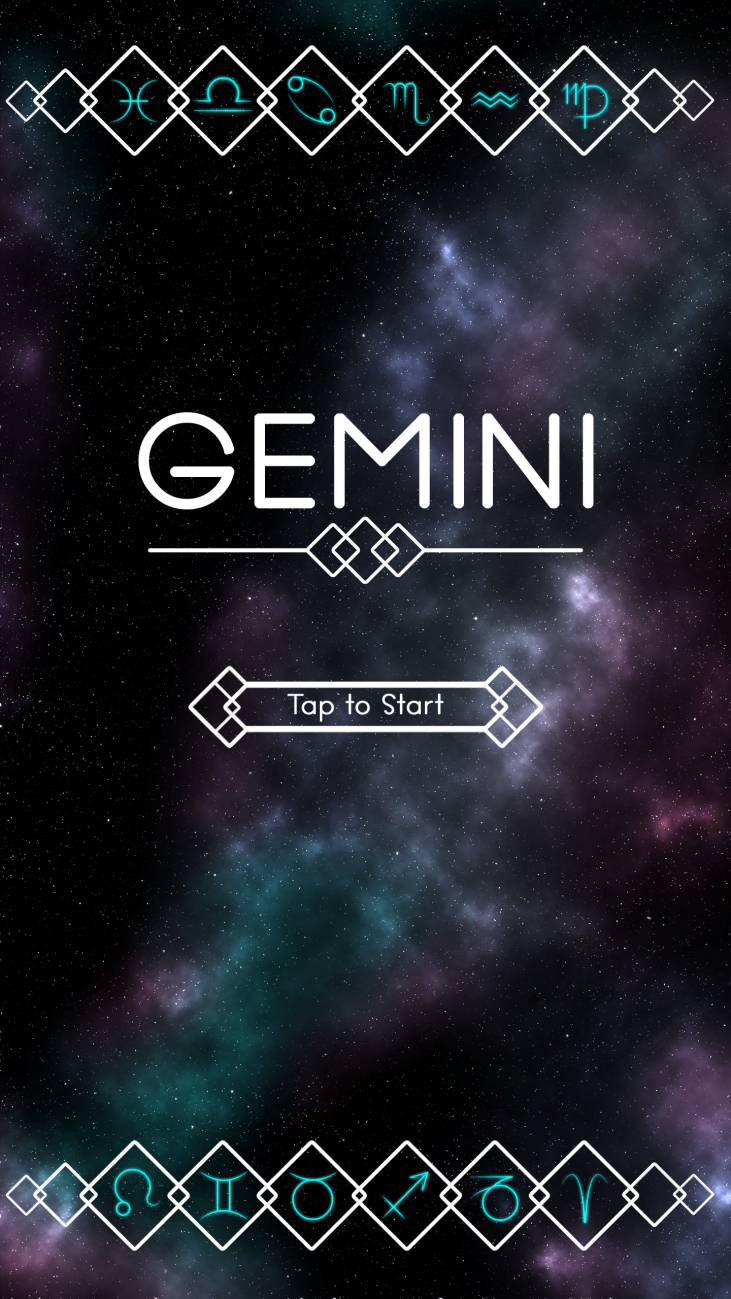 ♓ ♎ ♋ ♏ ♒ ♍
GEMINI
Tap to Start
♌ ♊ ♉ ♐ ♑ ♈